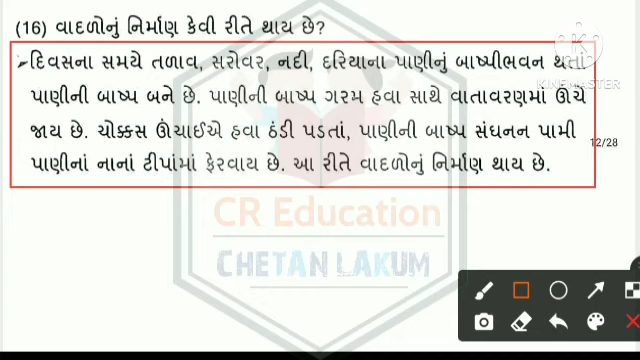 (16) વાદળોનું નિર્માણ કેવી રીતે થાય છે?
➢દિવસના સમયે તળાવ, સરોવર, નદી, દરિયાના પાણીનું બાષ્પીભવન થતાં
પાણીની બાષ્પ બને છે. પાણીની બાષ્પ ગરમ હવા સાથે વાતાવરણમાં ઊંચે
જાય છે. ચોક્કસ ઊંચાઈએ હવા ઠંડી પડતાં, પાણીની બાષ્પ સંઘનન પામી
પાણીનાં નાનાં ટીપાંમાં ફેરવાય છે. આ રીતે વાદળોનું નિર્માણ થાય છે.
KINEMASTER
12/28
CR Education
CHETAN LAKUM